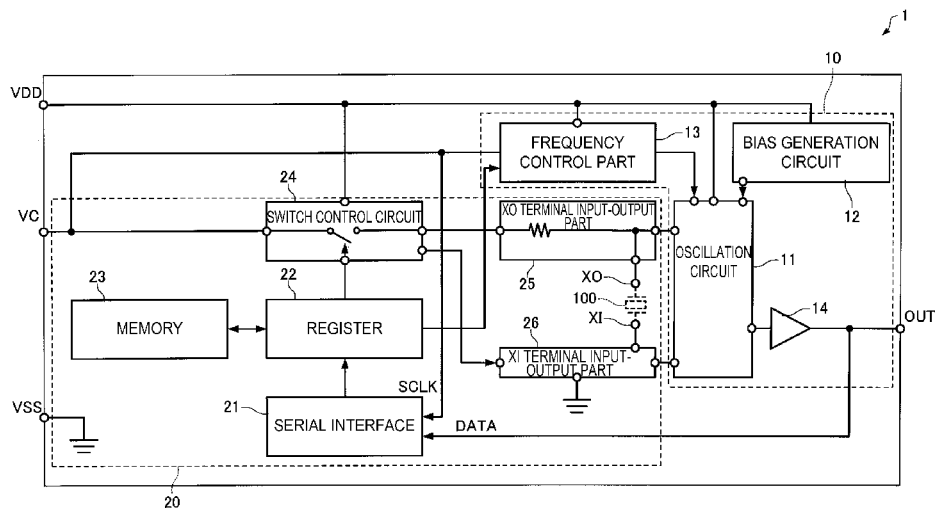 1
10
VDD
FREQUENCY
CONTROL PART
13
BIAS GENERATION
CIRCUIT
12
24
VC
SWITCH CONTROL CIRCUIT
XO TERMINAL INPUT-OUTPUT
PART
25
OSCILLATION
CIRCUIT
11
23
MEMORY
22
REGISTER
XO
100
XI
14
OUT
26
XI TERMINAL INPUT-
OUTPUT PART
SCLK
VSS
21
SERIAL INTERFACE
DATA
20